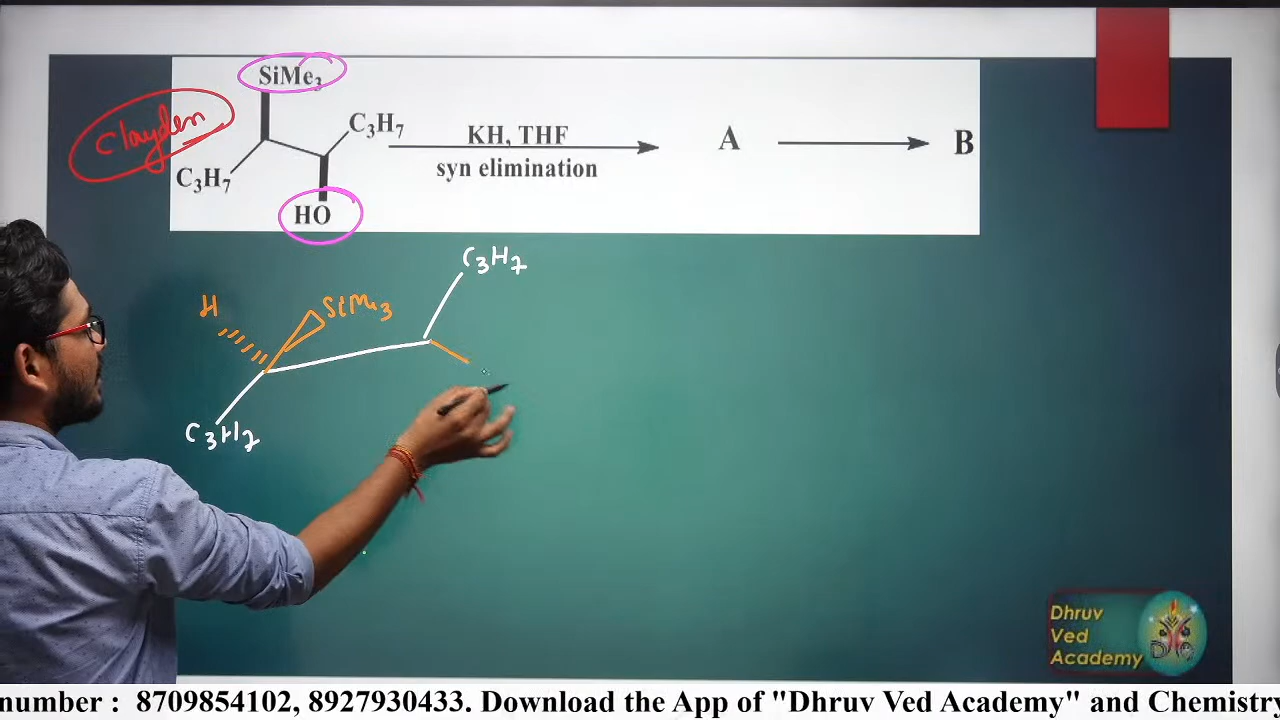 SiMe3
Clayden
C3H7
KH, THF
A
B
syn elimination
C3H7
HO
C3H7
H
SiMe3
C3H7
Dhruv
Ved
Academy
number : 8709854102, 8927930433. Download the App of "Dhruv Ved Academy" and Chemistry